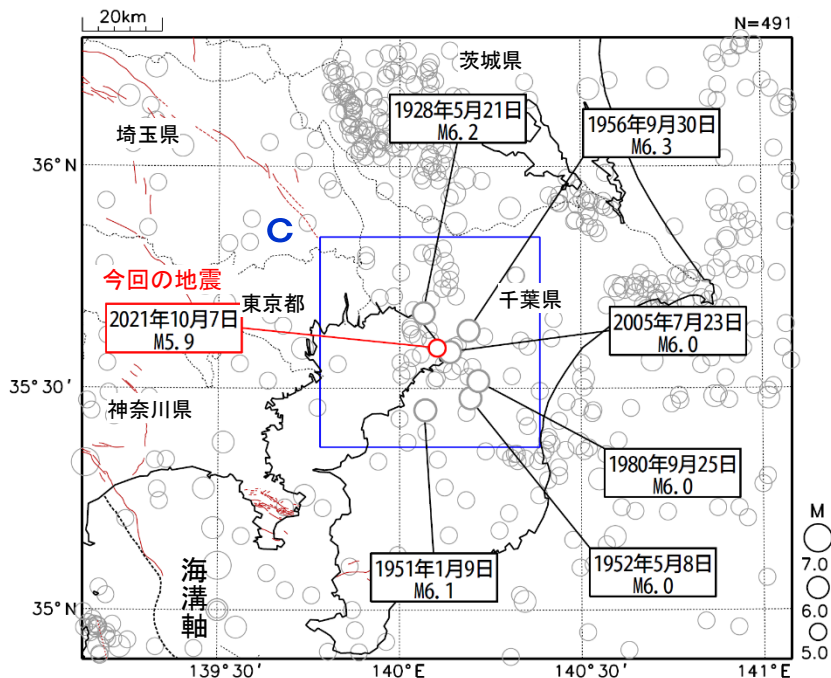 20km
N=491
茨城県
1928年5月21日
M6.2
1956年9月30日
M6.3
埼玉県
36°N
C
今回の地震
2021年10月7日
M5.9
東京都
千葉県
2005年7月23日
M6.0
35°30′
神奈川県
1980年9月25日
M6.0
1951年1月9日
M6.1
1952年5月8日
M6.0
海溝軸
M
7.0
6.0
5.0
35°N
139°30′
140°E
140°30′
141°E